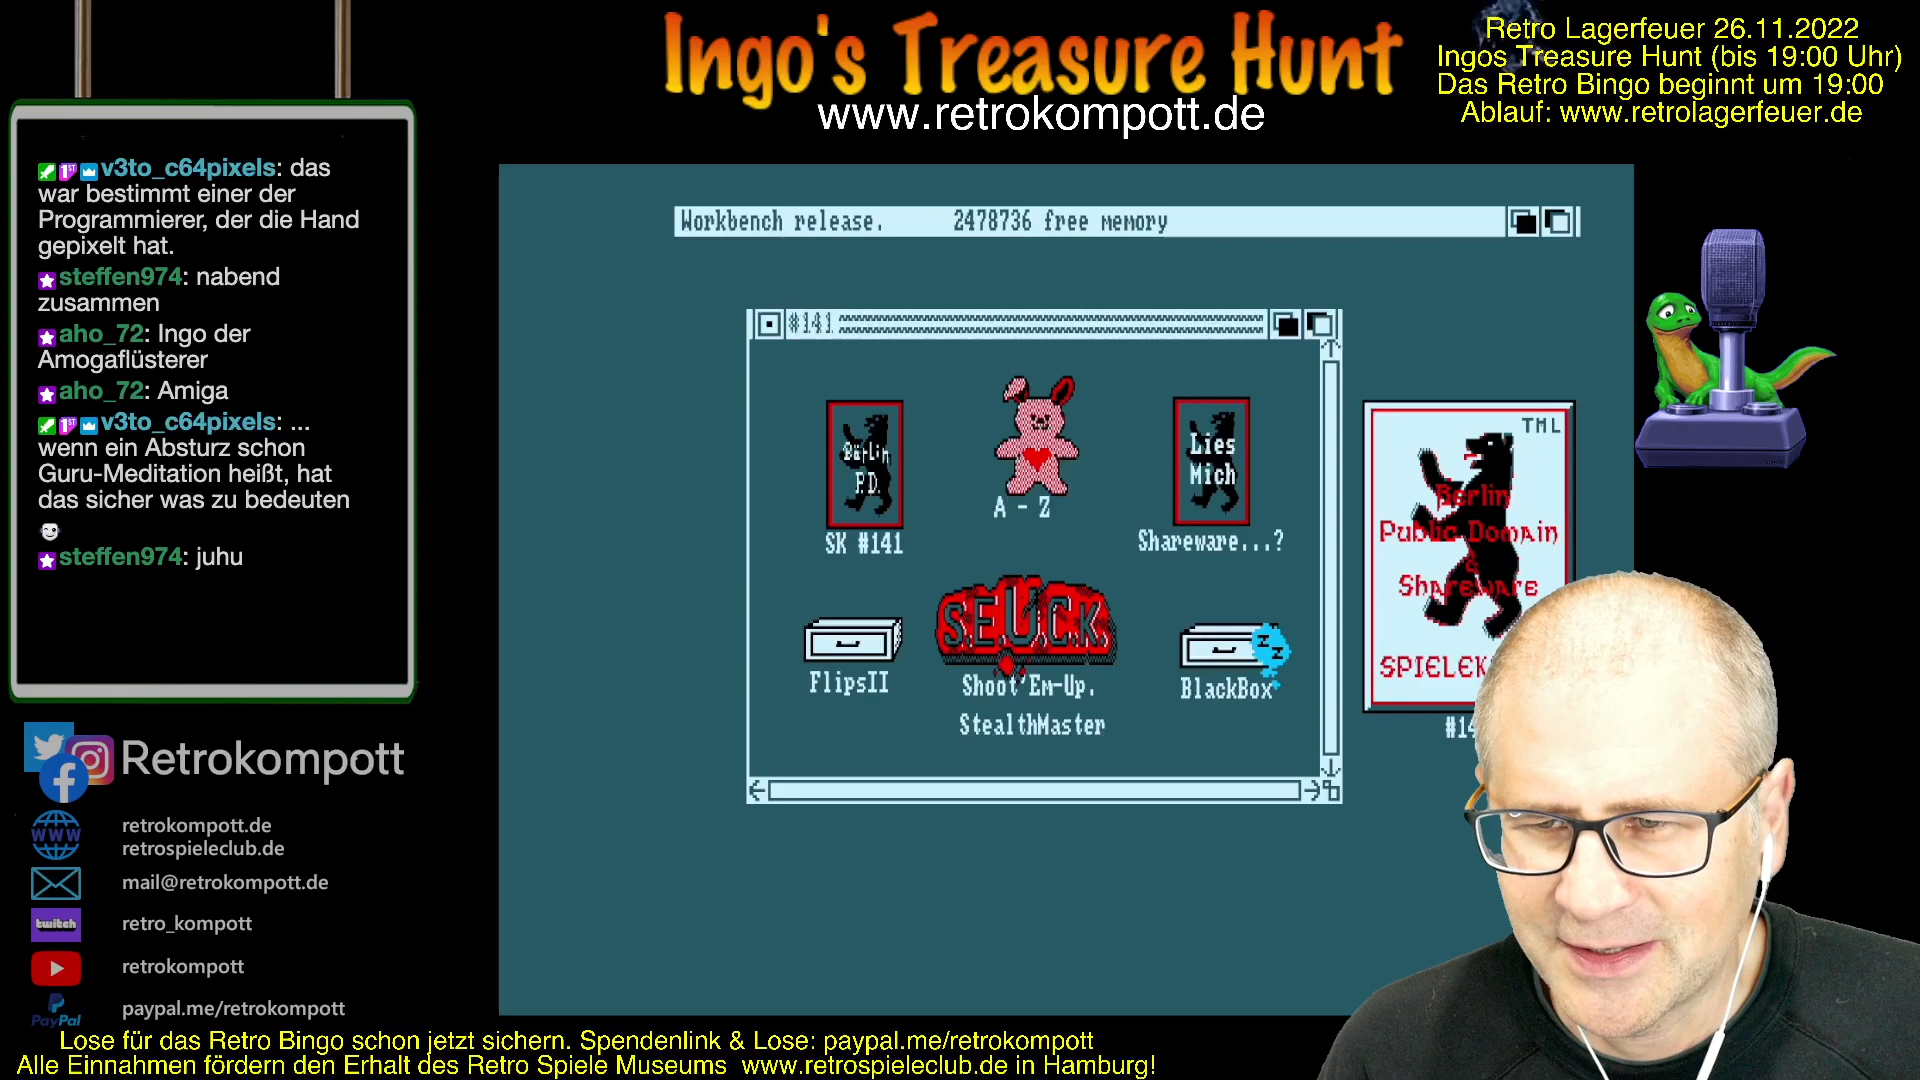 Ingo's Treasure Hunt
www.retrokompott.de
Retro Lagerfeuer 26.11.2022
Ingos Treasure Hunt (bis 19:00 Uhr)
Das Retro Bingo beginnt um 19:00
Ablauf: www.retrolagerfeuer.de
v3to_c64pixels: das
war bestimmt einer der
Programmierer, der die Hand
gepixelt hat.
steffen974: nabend
zusammen
aho_72: Ingo der
Amogaflüsterer
aho_72: Amiga
v3to_c64pixels: ...
wenn ein Absturz schon
Guru-Meditation heißt, hat
das sicher was zu bedeuten
steffen974: juhu
Workbench release. 2478736 free memory
#141
Bärlin
P.D.
SK #141
A - Z
Lies
Mich
Shareware...?
FlipsII
S.E.U.C.K.
Shoot'Em-Up.
StealthMaster
Z Z
BlackBox
TML
Berlin
Public Domain
&
Shareware
SPIELEK
#14
Retrokompott
WWW
retrokompott.de
retrospieleclub.de
mail@retrokompott.de
twitch
retro_kompott
retrokompott
PayPal
paypal.me/retrokompott
Lose für das Retro Bingo schon jetzt sichern. Spendenlink & Lose: paypal.me/retrokompott
Alle Einnahmen fördern den Erhalt des Retro Spiele Museums www.retrospieleclub.de in Hamburg!